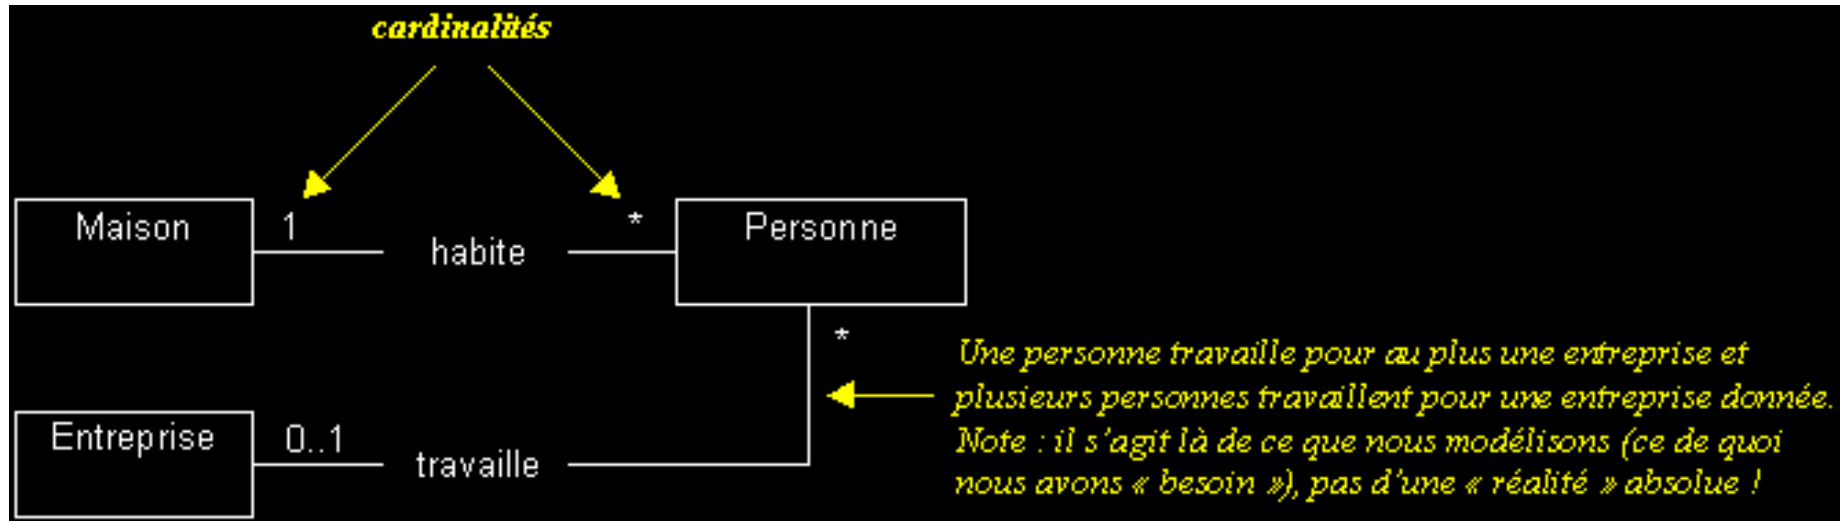 cardinalités
Maison
1
*
Personne
habite
*
Une personne travaille pour au plus une entreprise et
plusieurs personnes travaillent pour une entreprise donnée.
Entreprise
0..1
travaille
Note : il s'agit là de ce que nous modélisons (ce de quoi
nous avons « besoin »), pas d'une « réalité » absolue !